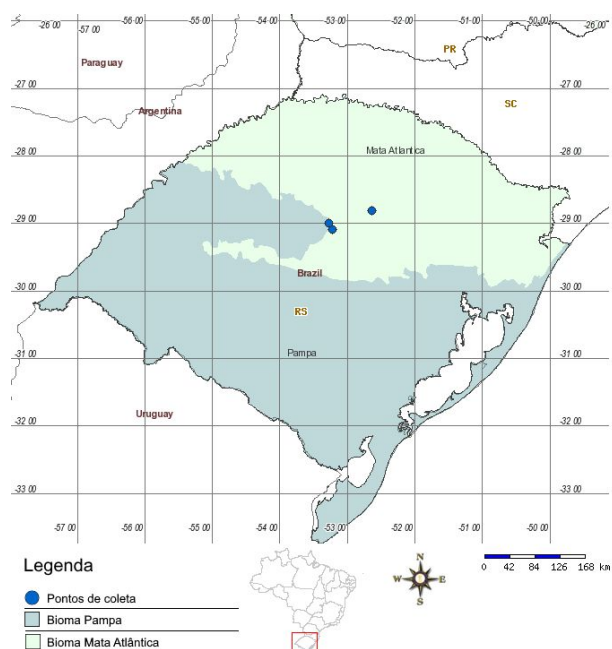 -26 00 -57 00 -56 00 -55 00 -54 00 -53 00 -52 00 -51 00 -50 00 -26 00
PR
Paraguay
-27 00 -27 00
SC
Argentina
Mata Atlantica
-28 00 -28 00
-29 00 -29 00
Brazil
-30 00 -30 00
RS
Pampa
-31 00 -31 00
Uruguay
-32 00 -32 00
-33 00 -33 00
-57 00 -56 00 -55 00 -54 00 -53 00 -52 00 -51 00 -50 00
Legenda
Pontos de coleta
Bioma Pampa
Bioma Mata Atlântica
N
W E
S
0 42 84 126 168 km